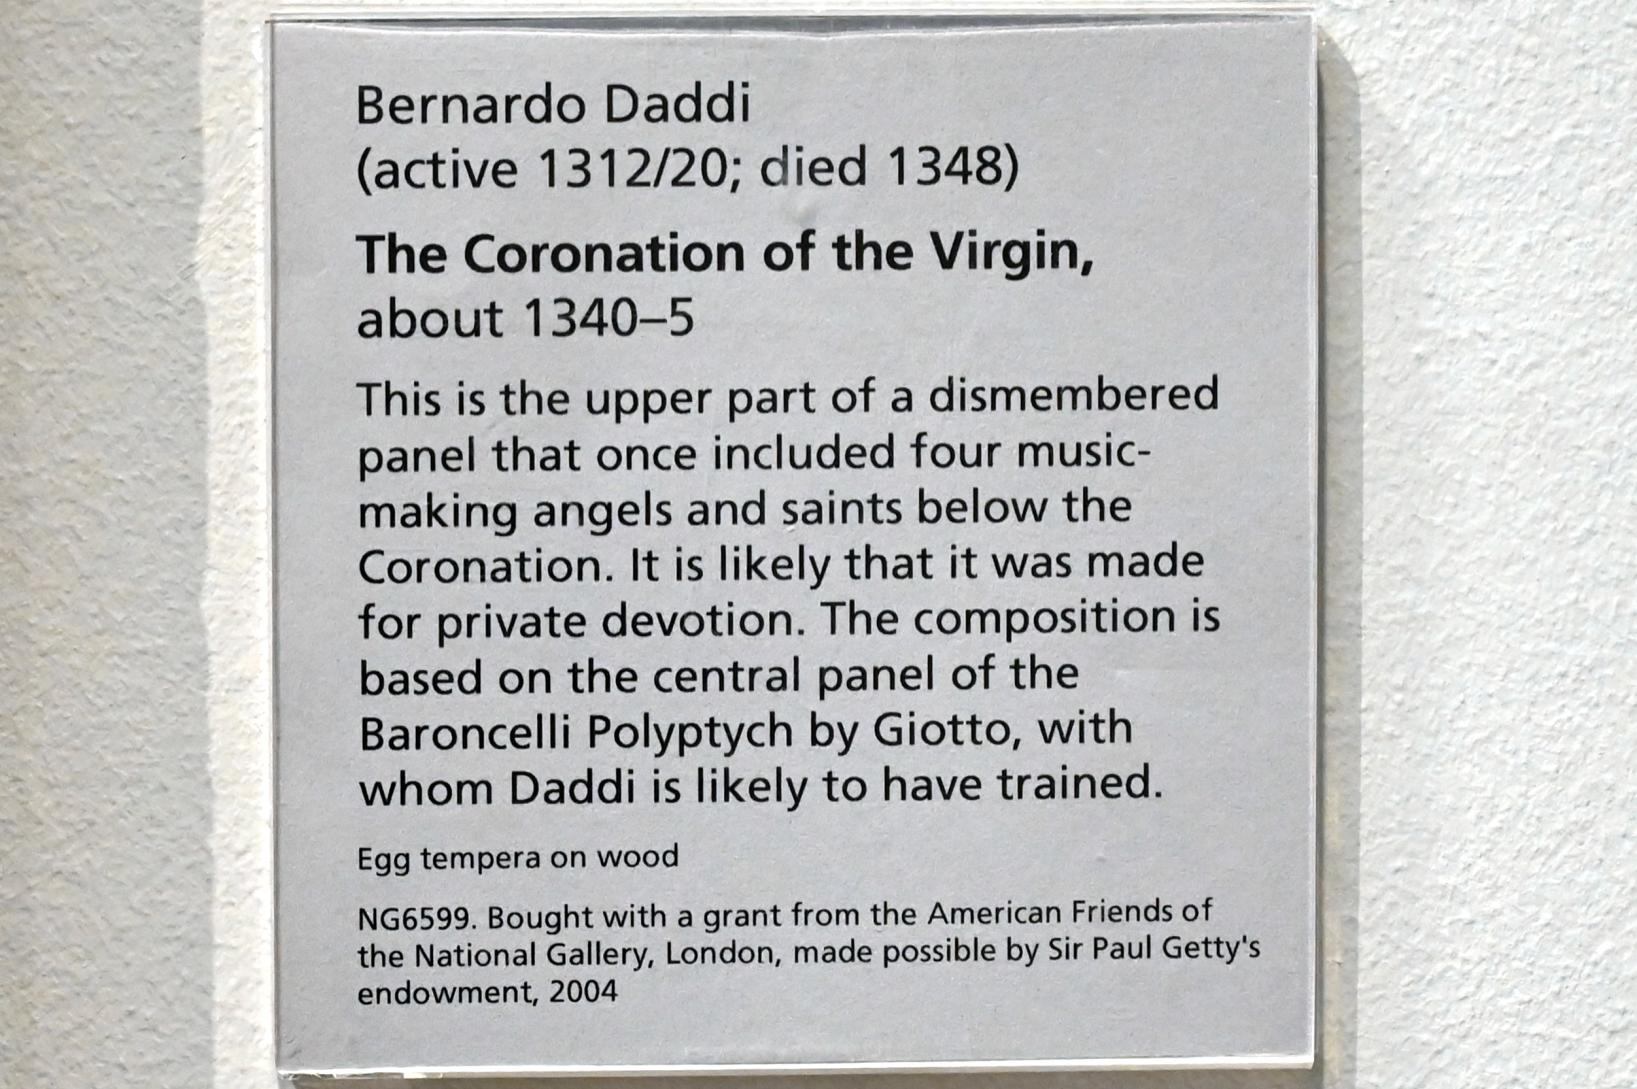 Bernardo Daddi
(active 1312/20; died 1348)
The Coronation of the Virgin,
about 1340–5
This is the upper part of a dismembered
panel that once included four music-
making angels and saints below the
Coronation. It is likely that it was made
for private devotion. The composition is
based on the central panel of the
Baroncelli Polyptych by Giotto, with
whom Daddi is likely to have trained.
Egg tempera on wood
NG6599. Bought with a grant from the American Friends of
the National Gallery, London, made possible by Sir Paul Getty's
endowment, 2004